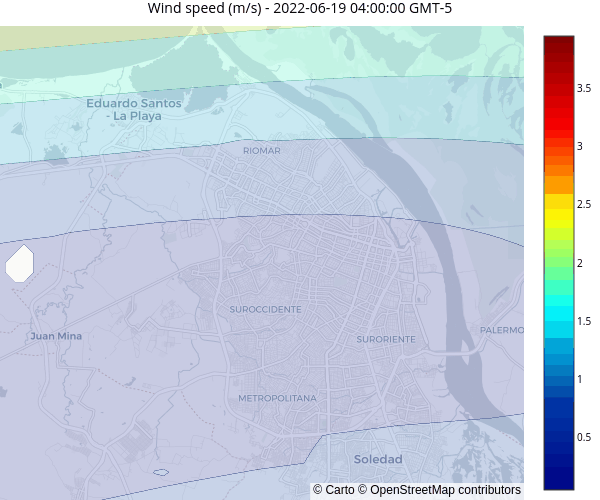 Wind speed (m/s) - 2022-06-19 04:00:00 GMT-5
Eduardo Santos
- La Playa
RIOMAR
SUROCCIDENTE
Juan Mina
SURORIENTE
PALERMO
METROPOLITANA
Soledad
© Carto © OpenStreetMap contributors
3.5
3
2.5
2
1.5
1
0.5